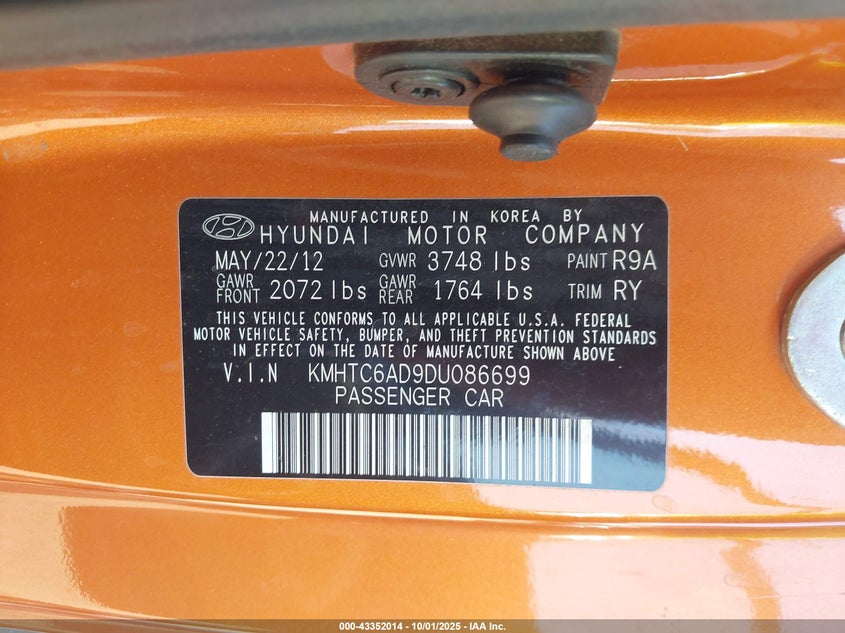 MANUFACTURED IN KOREA BY
HYUNDAI MOTOR COMPANY
MAY/22/12 GVWR 3748 lbs PAINT R9A
GAWR FRONT 2072 lbs GAWR REAR 1764 lbs TRIM RY
THIS VEHICLE CONFORMS TO ALL APPLICABLE U.S.A. FEDERAL
MOTOR VEHICLE SAFETY, BUMPER, AND THEFT PREVENTION STANDARDS
IN EFFECT ON THE DATE OF MANUFACTURE SHOWN ABOVE
V.I.N KMHTC6AD9DU086699
PASSENGER CAR
000-43352014 - 10/01/2025 - IAA Inc.